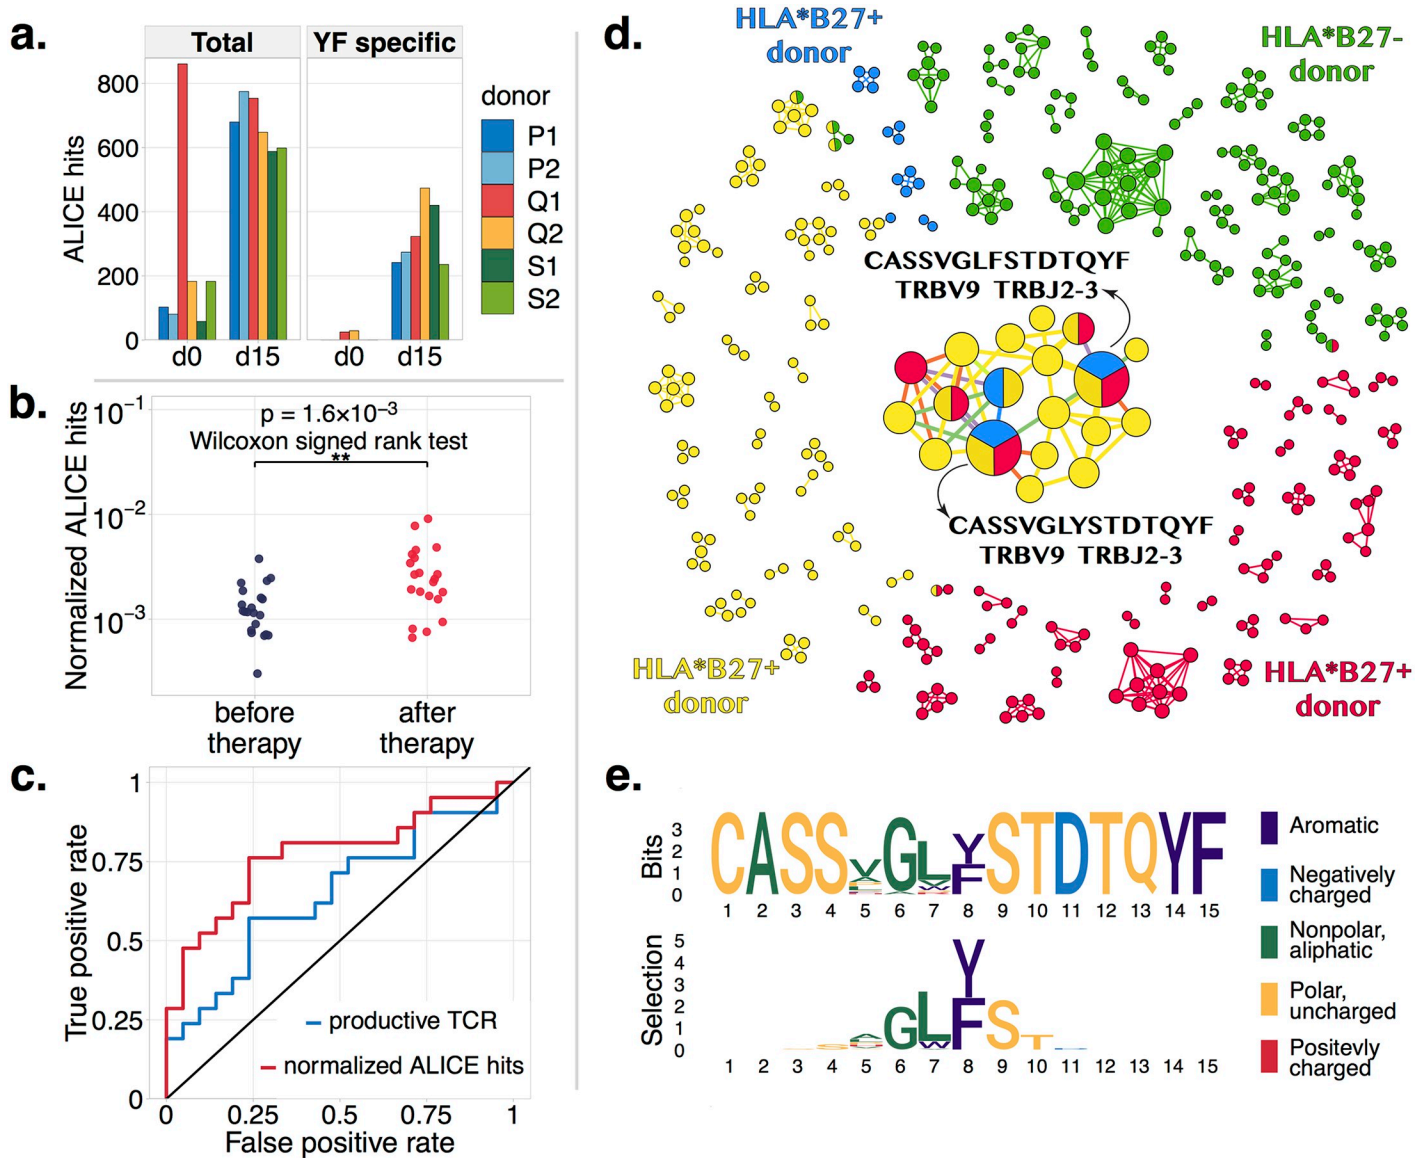 a.
Total
YF specific
ALICE hits
800
600
400
200
0
d0
d15
d0
d15
donor
P1
P2
Q1
Q2
S1
S2
b.
Normalized ALICE hits
10⁻¹
10⁻²
10⁻³
p = 1.6×10⁻³
Wilcoxon signed rank test
**
before
therapy
after
therapy
c.
True positive rate
1
0.75
0.5
0.25
0
productive TCR
normalized ALICE hits
0
0.25
0.5
0.75
1
False positive rate
d.
HLA*B27+
donor
HLA*B27-
donor
CASSVGLFSTDTQYF
TRBV9 TRBJ2-3
CASSVGLYSTDTQYF
TRBV9 TRBJ2-3
HLA*B27+
donor
HLA*B27+
donor
e.
Bits
3
2
1
0
CASSVGLYSTDTQYF
F
1 2 3 4 5 6 7 8 9 10 11 12 13 14 15
Selection
5
4
3
2
1
0
Y
GLFST
1 2 3 4 5 6 7 8 9 10 11 12 13 14 15
Aromatic
Negatively
charged
Nonpolar,
aliphatic
Polar,
uncharged
Positevly
charged